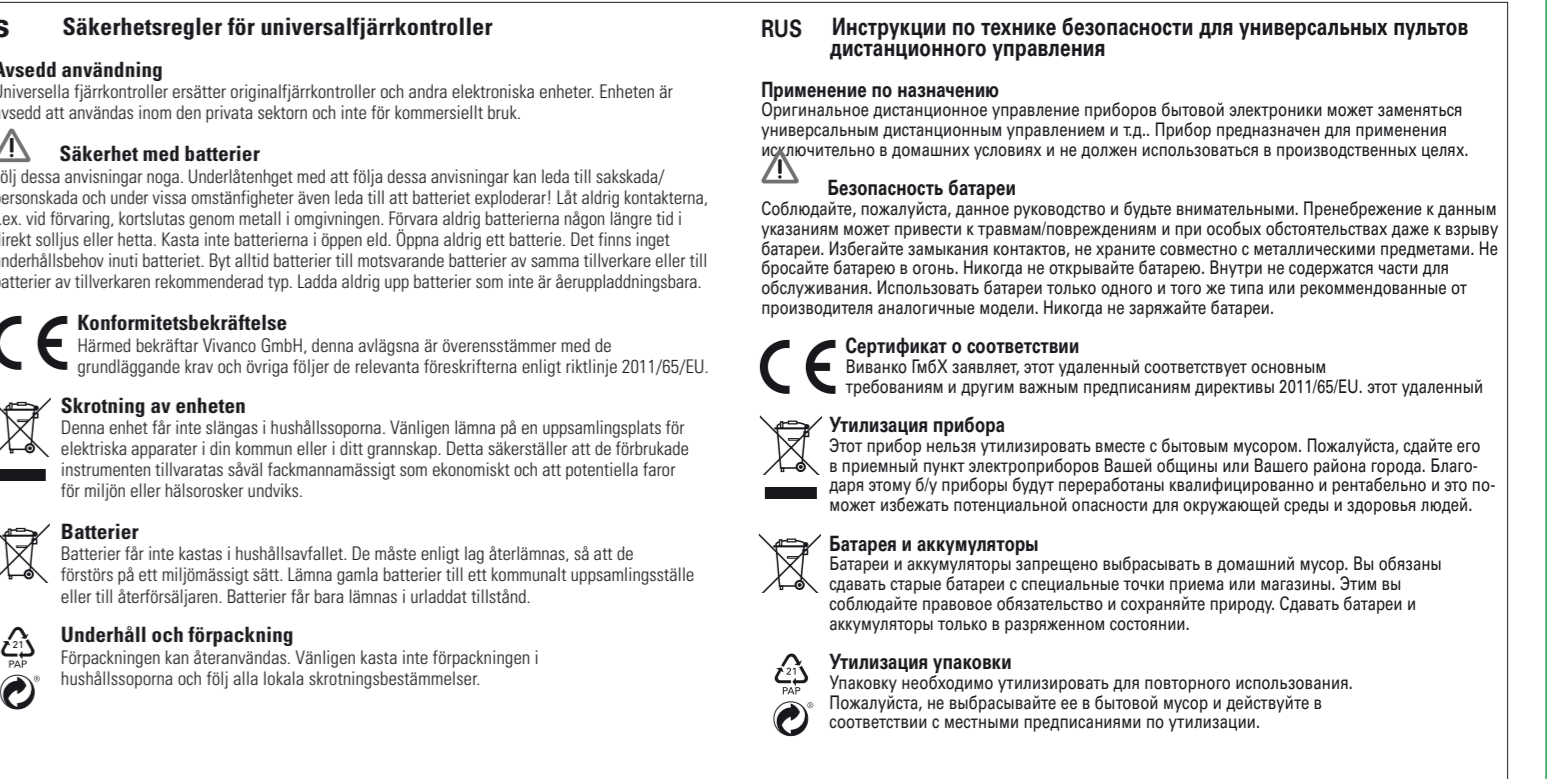 S Säkerhetsregler för universalfjärrkontroller
Avsedd användning
Universella fjärrkontroller ersätter originalfjärrkontroller och andra elektroniska enheter. Enheten är
avsedd att användas inom den privata sektorn och inte för kommersiellt bruk.
Säkerhet med batterier
Följ dessa anvisningar noga. Underlåtenhget med att följa dessa anvisningar kan leda till sakskada/
personskada och under vissa omstänfigheter även leda till att batteriet exploderar! Låt aldrig kontakterna,
t.ex. vid förvaring, kortslutas genom metall i omgivningen. Förvara aldrig batterierna någon längre tid i
direkt solljus eller hetta. Kasta inte batterierna i öppen eld. Öppna aldrig ett batterie. Det finns inget
underhållsbehov inuti batteriet. Byt alltid batterier till motsvarande batterier av samma tillverkare eller till
batterier av tillverkaren rekommenderad typ. Ladda aldrig upp batterier som inte är åeruppladdningsbara.
CE Konformitetsbekräftelse
Härmed bekräftar Vivanco GmbH, denna avlägsna är överensstämmer med de
grundläggande krav och övriga följer de relevanta föreskrifterna enligt riktlinje 2011/65/EU.
Skrotning av enheten
Denna enhet får inte slängas i hushållssoporna. Vänligen lämna på en uppsamlingsplats för
elektriska apparater i din kommun eller i ditt grannskap. Detta säkerställer att de förbrukade
instrumenten tillvaratas såväl fackmannamässigt som ekonomiskt och att potentiella faror
för miljön eller hälsorosker undviks.
Batterier
Batterier får inte kastas i hushållsavfallet. De måste enligt lag återlämnas, så att de
förstörs på ett miljömässigt sätt. Lämna gamla batterier till ett kommunalt uppsamlingsställe
eller till återförsäljaren. Batterier får bara lämnas i urladdat tillstånd.
21
PAP
®
Underhåll och förpackning
Förpackningen kan återanvändas. Vänligen kasta inte förpackningen i
hushållssoporna och följ alla lokala skrotningsbestämmelser.
RUS Инструкции по технике безопасности для универсальных пультов
дистанционного управления
Применение по назначению
Оригинальное дистанционное управление приборов бытовой электроники может заменяться
универсальным дистанционным управлением и т.д.. Прибор предназначен для применения
исключительно в домашних условиях и не должен использоваться в производственных целях.
Безопасность батареи
Соблюдайте, пожалуйста, данное руководство и будьте внимательными. Пренебрежение к данным
указаниям может привести к травмам/повреждениям и при особых обстоятельствах даже к взрыву
батареи. Избегайте замыкания контактов, не храните совместно с металлическими предметами. Не
бросайте батарею в огонь. Никогда не открывайте батарею. Внутри не содержатся части для
обслуживания. Использовать батареи только одного и того же типа или рекомендованные от
производителя аналогичные модели. Никогда не заряжайте батареи.
CE Сертификат о соответствии
Виванко ГмбХ заявляет, этот удаленный соответствует основным
требованиям и другим важным предписаниям директивы 2011/65/EU. этот удаленный
Утилизация прибора
Этот прибор нельзя утилизировать вместе с бытовым мусором. Пожалуйста, сдайте его
в приемный пункт электроприборов Вашей общины или Вашего района города. Благо-
даря этому б/у приборы будут переработаны квалифицированно и рентабельно и это по-
может избежать потенциальной опасности для окружающей среды и здоровья людей.
Батарея и аккумуляторы
Батареи и аккумуляторы запрещено выбрасывать в домашний мусор. Вы обязаны
сдавать старые батареи с специальные точки приема или магазины. Этим вы
соблюдайте правовое обязательство и сохраняйте природу. Сдавать батареи и
аккумуляторы только в разряженном состоянии.
21
PAP
®
Утилизация упаковки
Упаковку необходимо утилизировать для повторного использования.
Пожалуйста, не выбрасывайте ее в бытовой мусор и действуйте в
соответствии с местными предписаниями по утилизации.